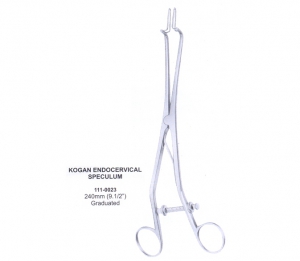 KOGAN ENDOCERVICAL
SPECULUM
111-0023
240mm (9.1/2")
Graduated